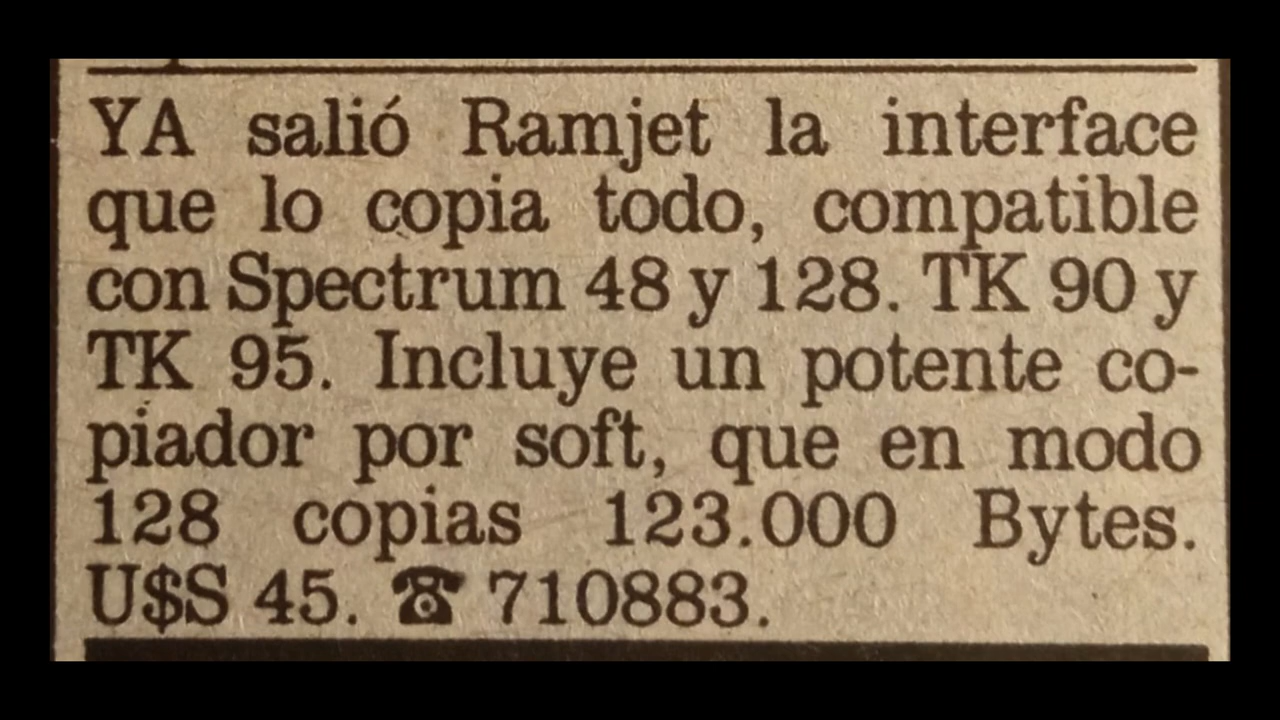 YA salió Ramjet la interface
que lo copia todo, compatible
con Spectrum 48 y 128. TK 90 y
TK 95. Incluye un potente co-
piador por soft, que en modo
128 copias 123.000 Bytes.
U$S 45. ☎ 710883.